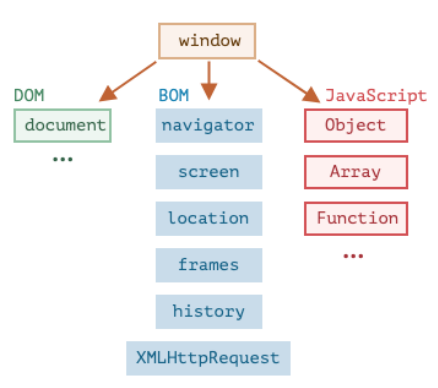 window
DOM
document
...
BOM
navigator
screen
location
frames
history
XMLHttpRequest
JavaScript
Object
Array
Function
...